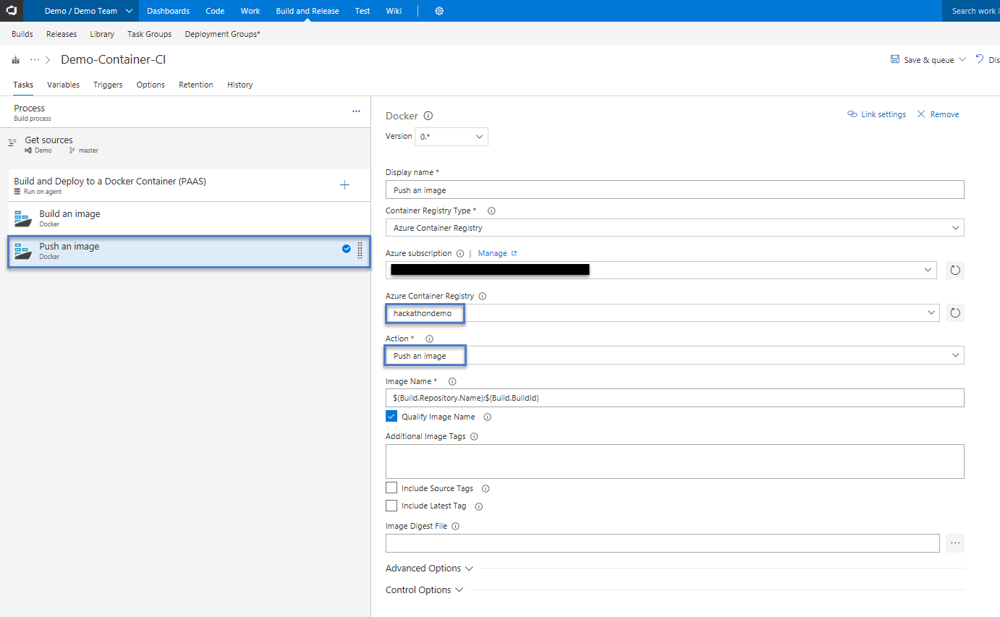 Demo / Demo Team Dashboards Code Work Build and Release Test Wiki Search work i
Builds Releases Library Task Groups Deployment Groups*
... Demo-Container-CI Save & queue Dis
Tasks Variables Triggers Options Retention History
Process
Build process
...
Get sources
Demo master
Build and Deploy to a Docker Container (PAAS)
Run on agent
Build an image
Docker
Push an image
Docker
Docker Link settings Remove
Version 0.*
Display name *
Push an image
Container Registry Type *
Azure Container Registry
Azure subscription | Manage
Azure Container Registry
hackathondemo
Action *
Push an image
Image Name *
$(Build.Repository.Name):$(Build.BuildId)
Qualify Image Name
Additional Image Tags
Include Source Tags
Include Latest Tag
Image Digest File
...
Advanced Options
Control Options